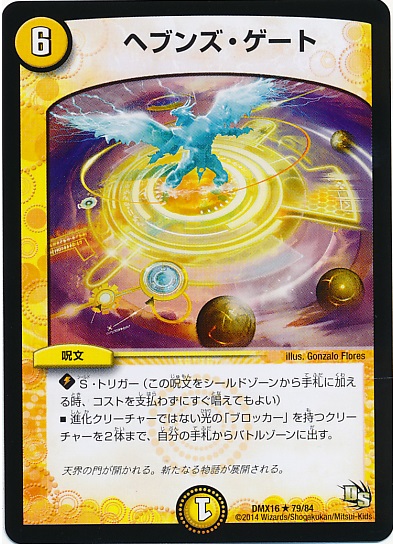 6
ヘブンズ・ゲート
呪文
illus. Gonzalo Flores
S・トリガー (この呪文をシールドゾーンから手札に加え
る時、コストを支払わずにすぐ唱えてもよい)
■ 進化クリーチャーではない光の「ブロッカー」を持つクリー
チャーを2体まで、自分の手札からバトルゾーンに出す。
天界の門が開かれる。新たなる物語が展開される。
1
DS
DMX16 ★ 79/84
©2014 Wizards/Shogakukan/Mitsui-Kids